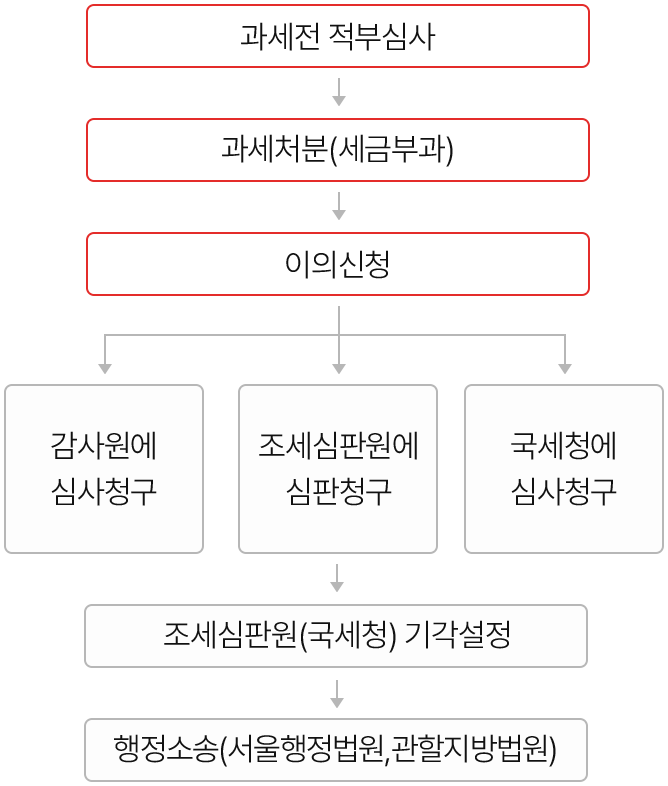 과세전 적부심사
과세처분(세금부과)
이의신청
감사원에
심사청구
조세심판원에
심판청구
국세청에
심사청구
조세심판원(국세청) 기각설정
행정소송(서울행정법원,관할지방법원)